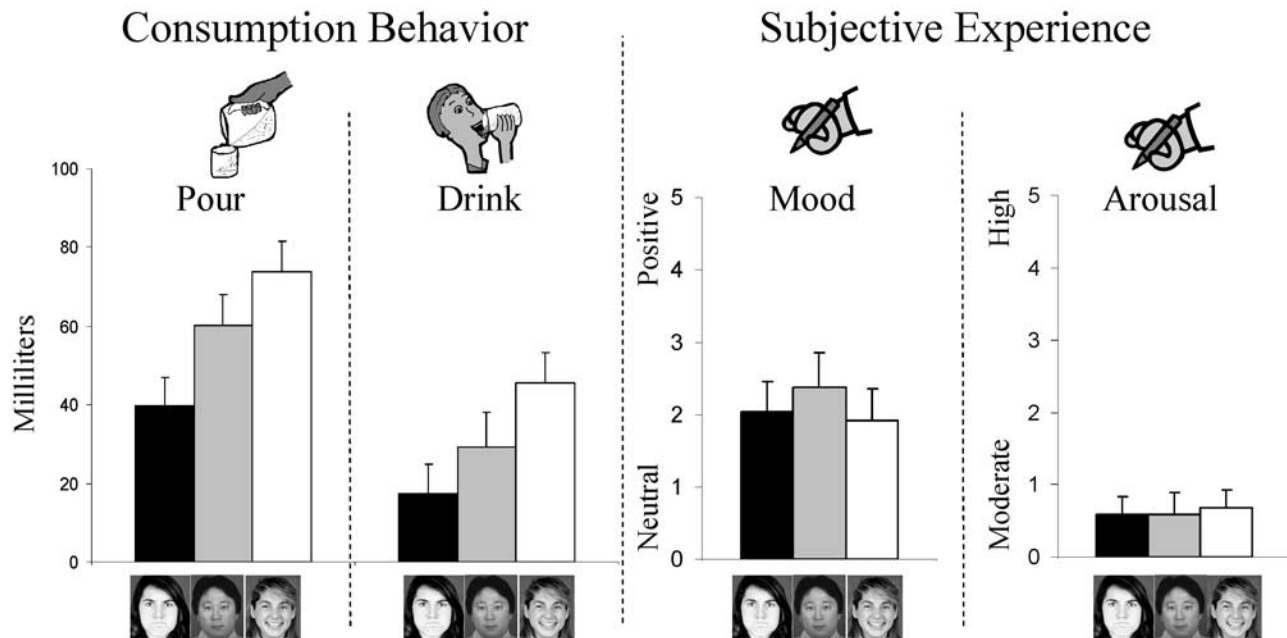 Consumption Behavior
Subjective Experience
Pour
Drink
Mood
Arousal
Milliliters
100
80
60
40
20
0
Positive
Neutral
5
4
3
2
1
0
High
Moderate
5
4
3
2
1
0